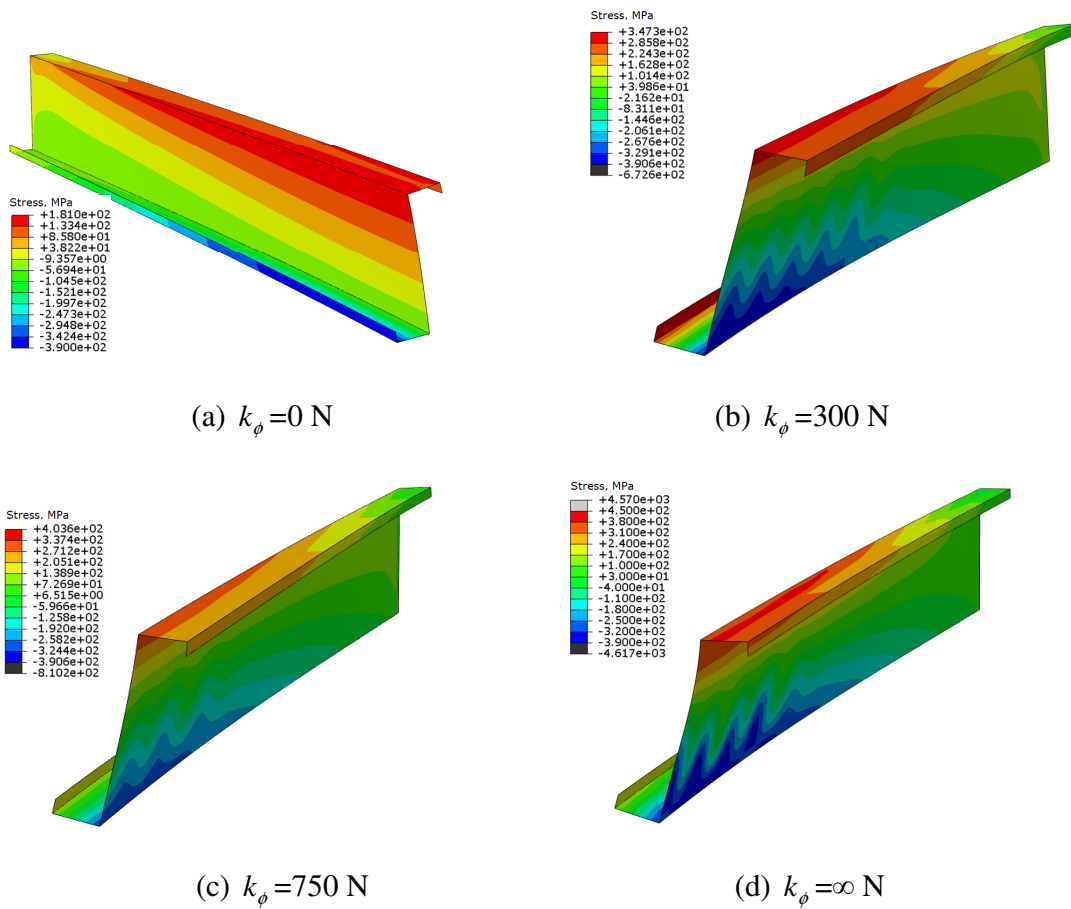 Stress, MPa
+1.810e+02
+1.334e+02
+8.580e+01
+3.822e+01
-9.357e+00
-5.694e+01
-1.045e+02
-1.521e+02
-1.997e+02
-2.473e+02
-2.948e+02
-3.424e+02
-3.900e+02
(a) kϕ=0 N
Stress, MPa
+3.473e+02
+2.858e+02
+2.243e+02
+1.628e+02
+1.014e+02
+3.986e+01
-2.162e+01
-8.311e+01
-1.446e+02
-2.061e+02
-2.676e+02
-3.291e+02
-3.906e+02
-6.726e+02
(b) kϕ=300 N
Stress, MPa
+4.036e+02
+3.374e+02
+2.712e+02
+2.051e+02
+1.389e+02
+7.269e+01
+6.515e+00
-5.966e+01
-1.258e+02
-1.920e+02
-2.582e+02
-3.244e+02
-3.906e+02
-8.102e+02
(c) kϕ=750 N
Stress, MPa
+4.570e+03
+4.500e+02
+3.800e+02
+3.100e+02
+2.400e+02
+1.700e+02
+1.000e+02
+3.000e+01
-4.000e+01
-1.100e+02
-1.800e+02
-2.500e+02
-3.200e+02
-3.900e+02
-4.617e+03
(d) kϕ=∞ N